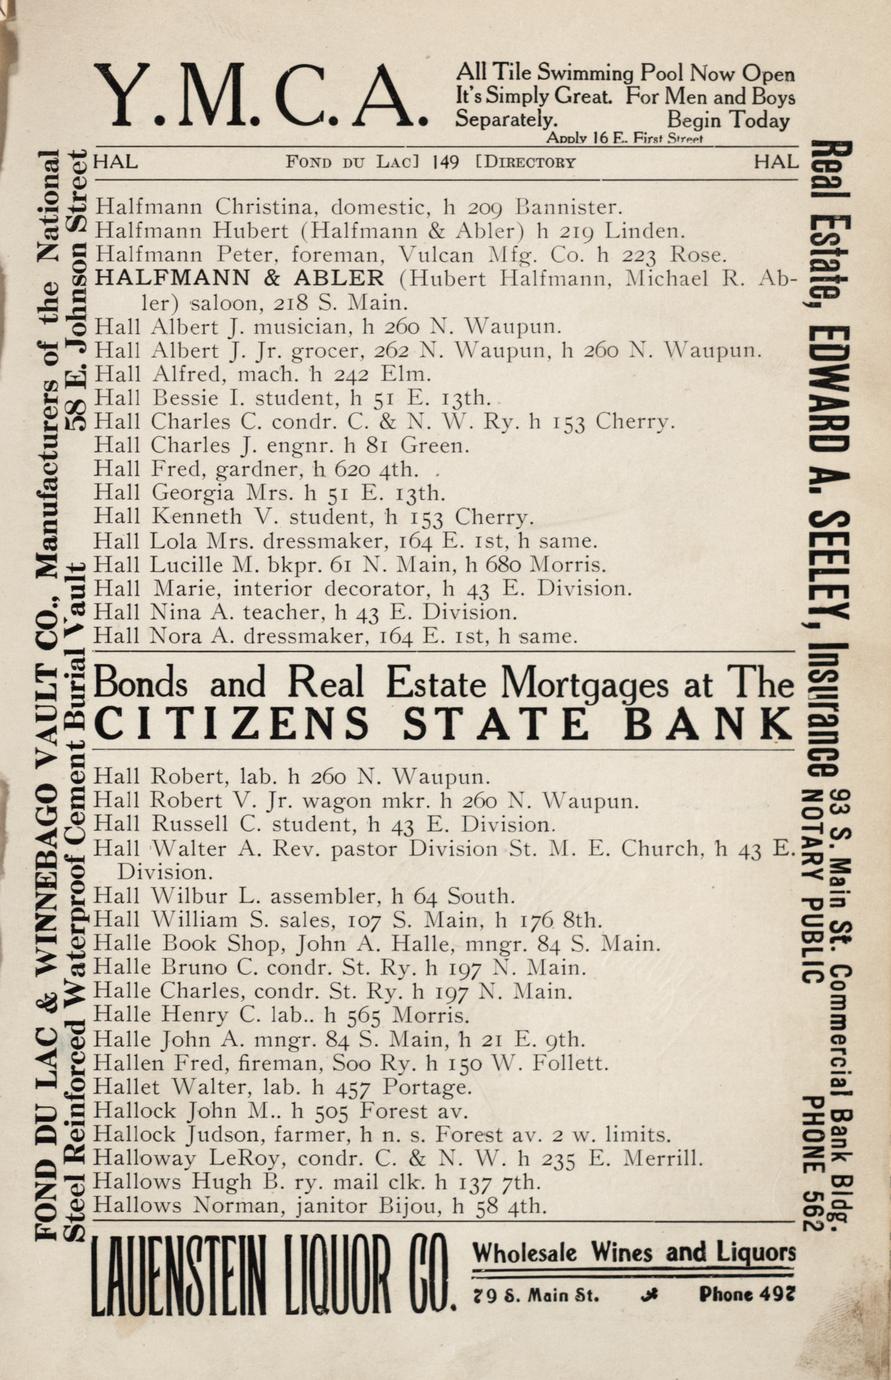 Y.M.C.A.
All Tile Swimming Pool Now Open
It's Simply Great. For Men and Boys
Separately. Begin Today
Apply 16 E. First Street
HAL FOND DU LAC] 149 [DIRECTORY HAL
Halfmann Christina, domestic, h 209 Bannister.
Halfmann Hubert (Halfmann & Abler) h 219 Linden.
Halfmann Peter, foreman, Vulcan Mfg. Co. h 223 Rose.
HALFMANN & ABLER (Hubert Halfmann, Michael R. Ab-
ler) saloon, 218 S. Main.
Hall Albert J. musician, h 260 N. Waupun.
Hall Albert J. Jr. grocer, 262 N. Waupun, h 260 N. Waupun.
Hall Alfred, mach. h 242 Elm.
Hall Bessie I. student, h 51 E. 13th.
Hall Charles C. condr. C. & N. W. Ry. h 153 Cherry.
Hall Charles J. engnr. h 81 Green.
Hall Fred, gardner, h 620 4th.
Hall Georgia Mrs. h 51 E. 13th.
Hall Kenneth V. student, h 153 Cherry.
Hall Lola Mrs. dressmaker, 164 E. 1st, h same.
Hall Lucille M. bkpr. 61 N. Main, h 680 Morris.
Hall Marie, interior decorator, h 43 E. Division.
Hall Nina A. teacher, h 43 E. Division.
Hall Nora A. dressmaker, 164 E. 1st, h same.
Bonds and Real Estate Mortgages at The
CITIZENS STATE BANK
Hall Robert, lab. h 260 N. Waupun.
Hall Robert V. Jr. wagon mkr. h 260 N. Waupun.
Hall Russell C. student, h 43 E. Division.
Hall Walter A. Rev. pastor Division St. M. E. Church, h 43 E.
Division.
Hall Wilbur L. assembler, h 64 South.
Hall William S. sales, 107 S. Main, h 176 8th.
Halle Book Shop, John A. Halle, mngr. 84 S. Main.
Halle Bruno C. condr. St. Ry. h 197 N. Main.
Halle Charles, condr. St. Ry. h 197 N. Main.
Halle Henry C. lab.. h 565 Morris.
Halle John A. mngr. 84 S. Main, h 21 E. 9th.
Hallen Fred, fireman, Soo Ry. h 150 W. Follett.
Hallet Walter, lab. h 457 Portage.
Hallock John M.. h 505 Forest av.
Hallock Judson, farmer, h n. s. Forest av. 2 w. limits.
Halloway LeRoy, condr. C. & N. W. h 235 E. Merrill.
Hallows Hugh B. ry. mail clk. h 137 7th.
Hallows Norman, janitor Bijou, h 58 4th.
LAUENSTEIN LIQUOR CO.
Wholesale Wines and Liquors
79 S. Main St. Phone 497
FOND DU LAC & WINNEBAGO VAULT CO., Manufacturers of the National
Steel Reinforced Waterproof Cement Burial Vault 58 E. Johnson Street
Real Estate, EDWARD A. SEELEY, Insurance
93 S. Main St. Commercial Bank Bldg.
NOTARY PUBLIC PHONE 562